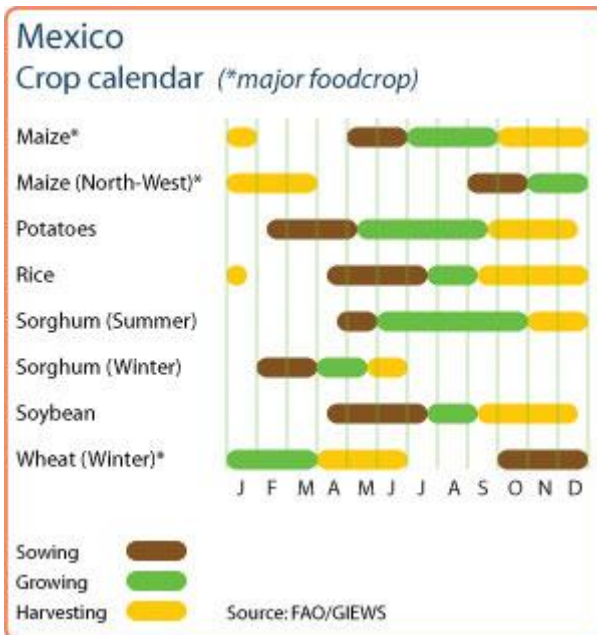 Mexico
Crop calendar (*major foodcrop)
Maize*
Maize (North-West)*
Potatoes
Rice
Sorghum (Summer)
Sorghum (Winter)
Soybean
Wheat (Winter)*
J F M A M J J A S O N D
Sowing
Growing
Harvesting
Source: FAO/GIEWS